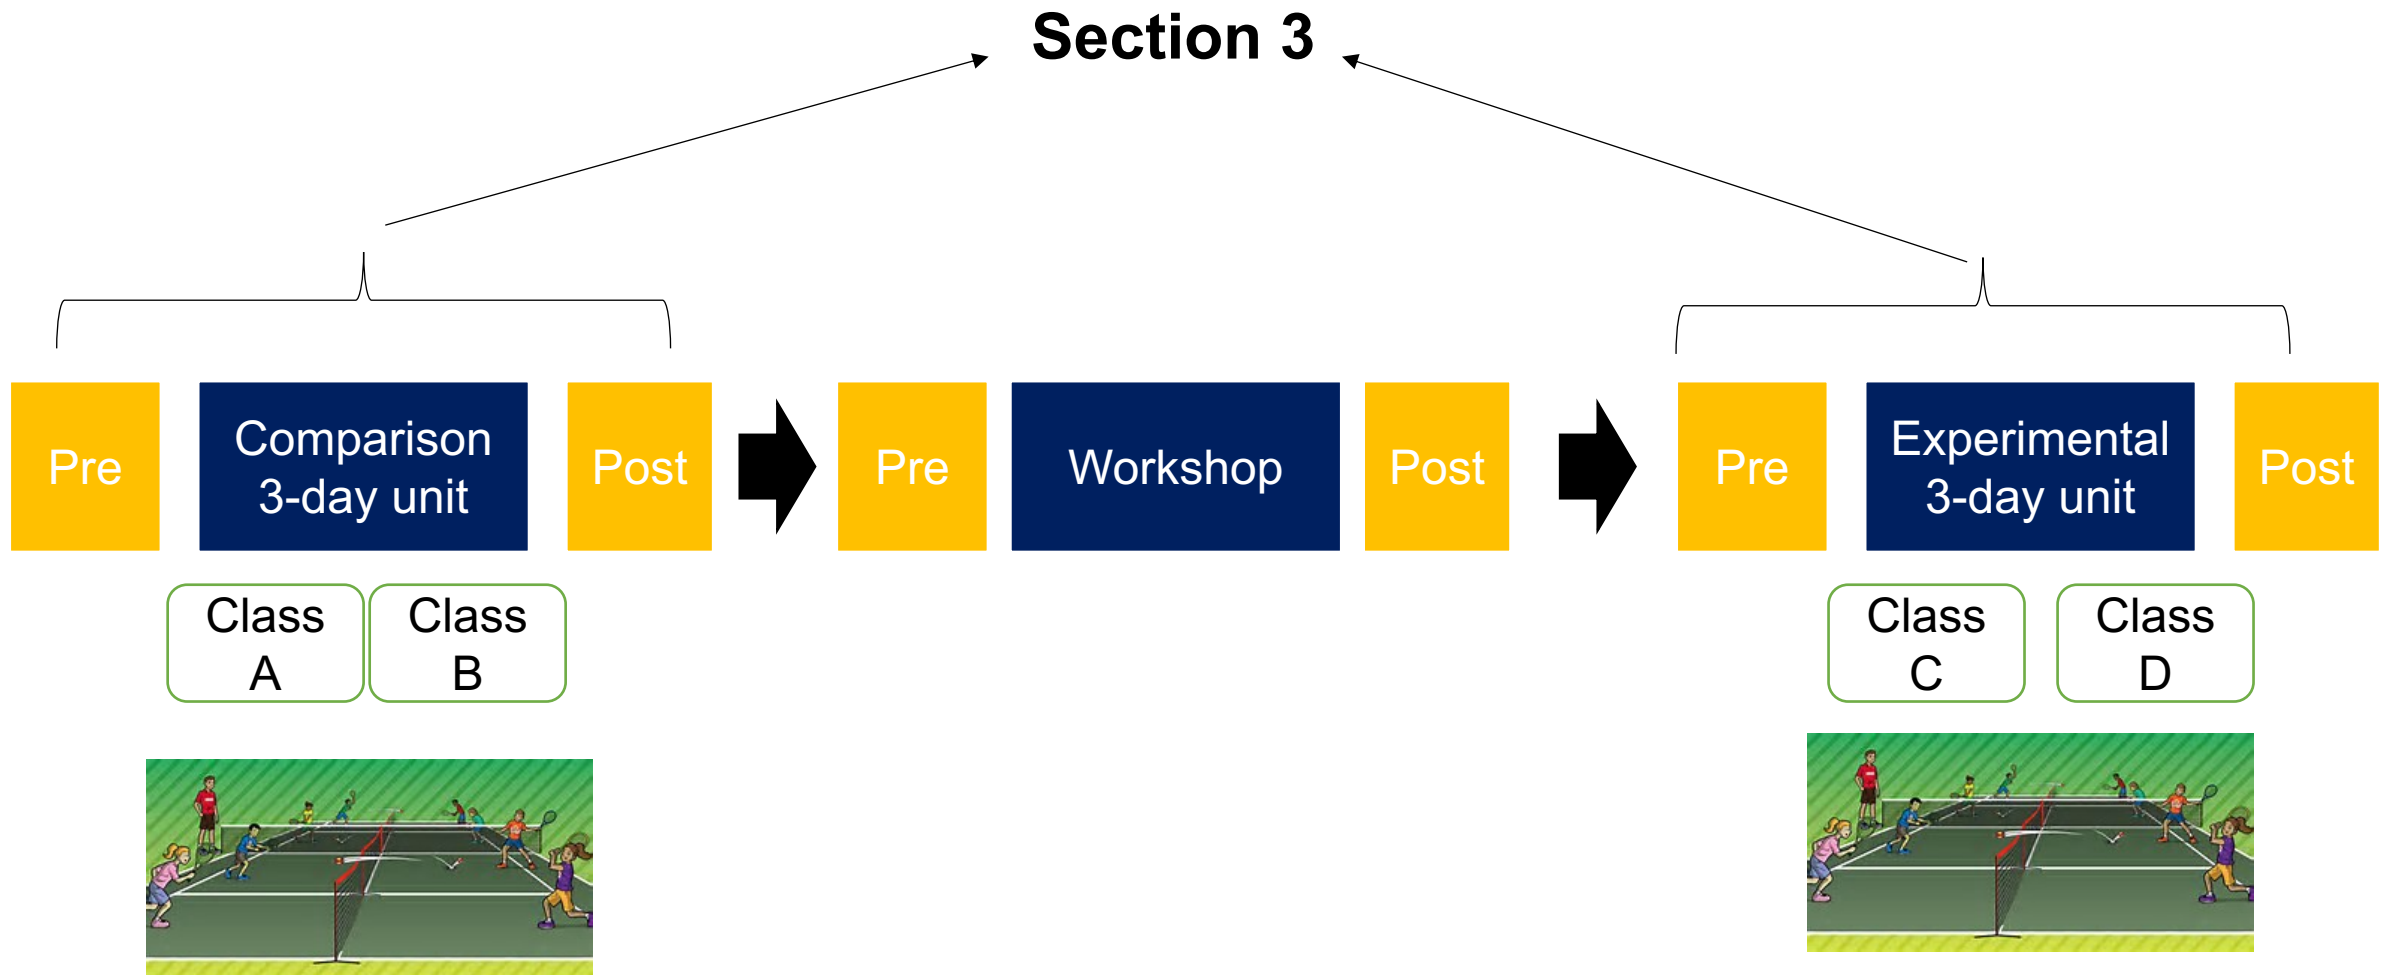 Section 3
Pre
Comparison
3-day unit
Post
Pre
Workshop
Post
Pre
Experimental
3-day unit
Post
Class
A
Class
B
Class
C
Class
D